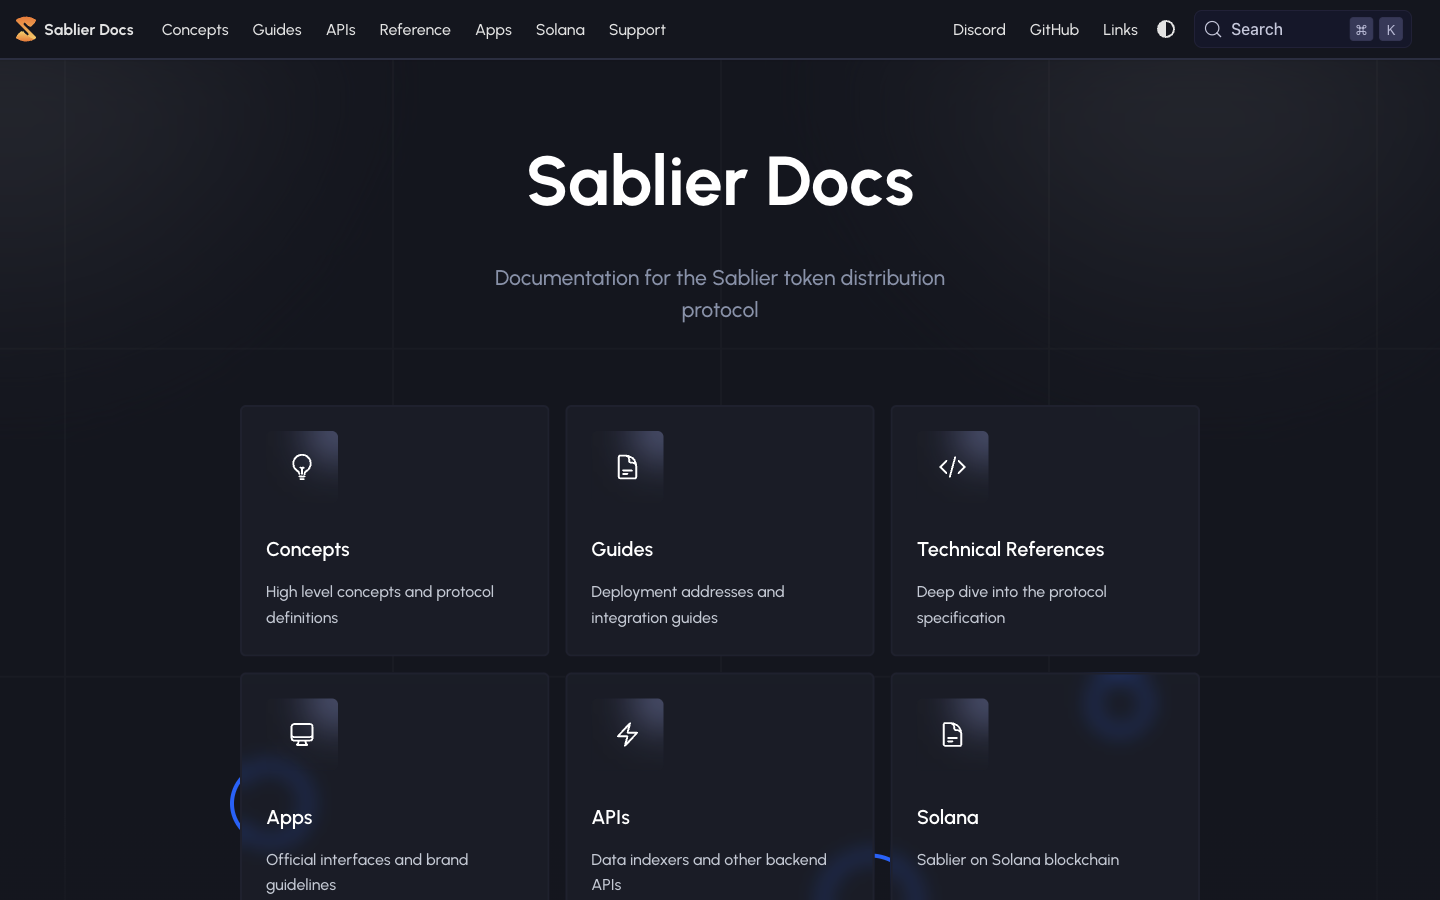 Sablier Docs Concepts Guides APIs Reference Apps Solana Support Discord GitHub Links Search ⌘ K
Sablier Docs
Documentation for the Sablier token distribution
protocol
Concepts
High level concepts and protocol
definitions
Guides
Deployment addresses and
integration guides
Technical References
Deep dive into the protocol
specification
Apps
Official interfaces and brand
guidelines
APIs
Data indexers and other backend
APIs
Solana
Sablier on Solana blockchain